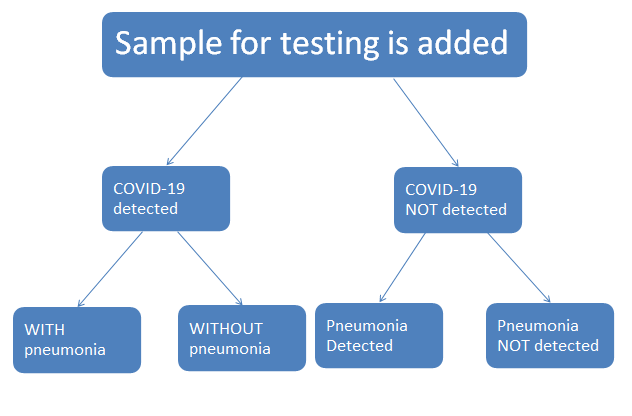 Sample for testing is added
COVID-19
detected
COVID-19
NOT detected
WITH
pneumonia
WITHOUT
pneumonia
Pneumonia
Detected
Pneumonia
NOT detected